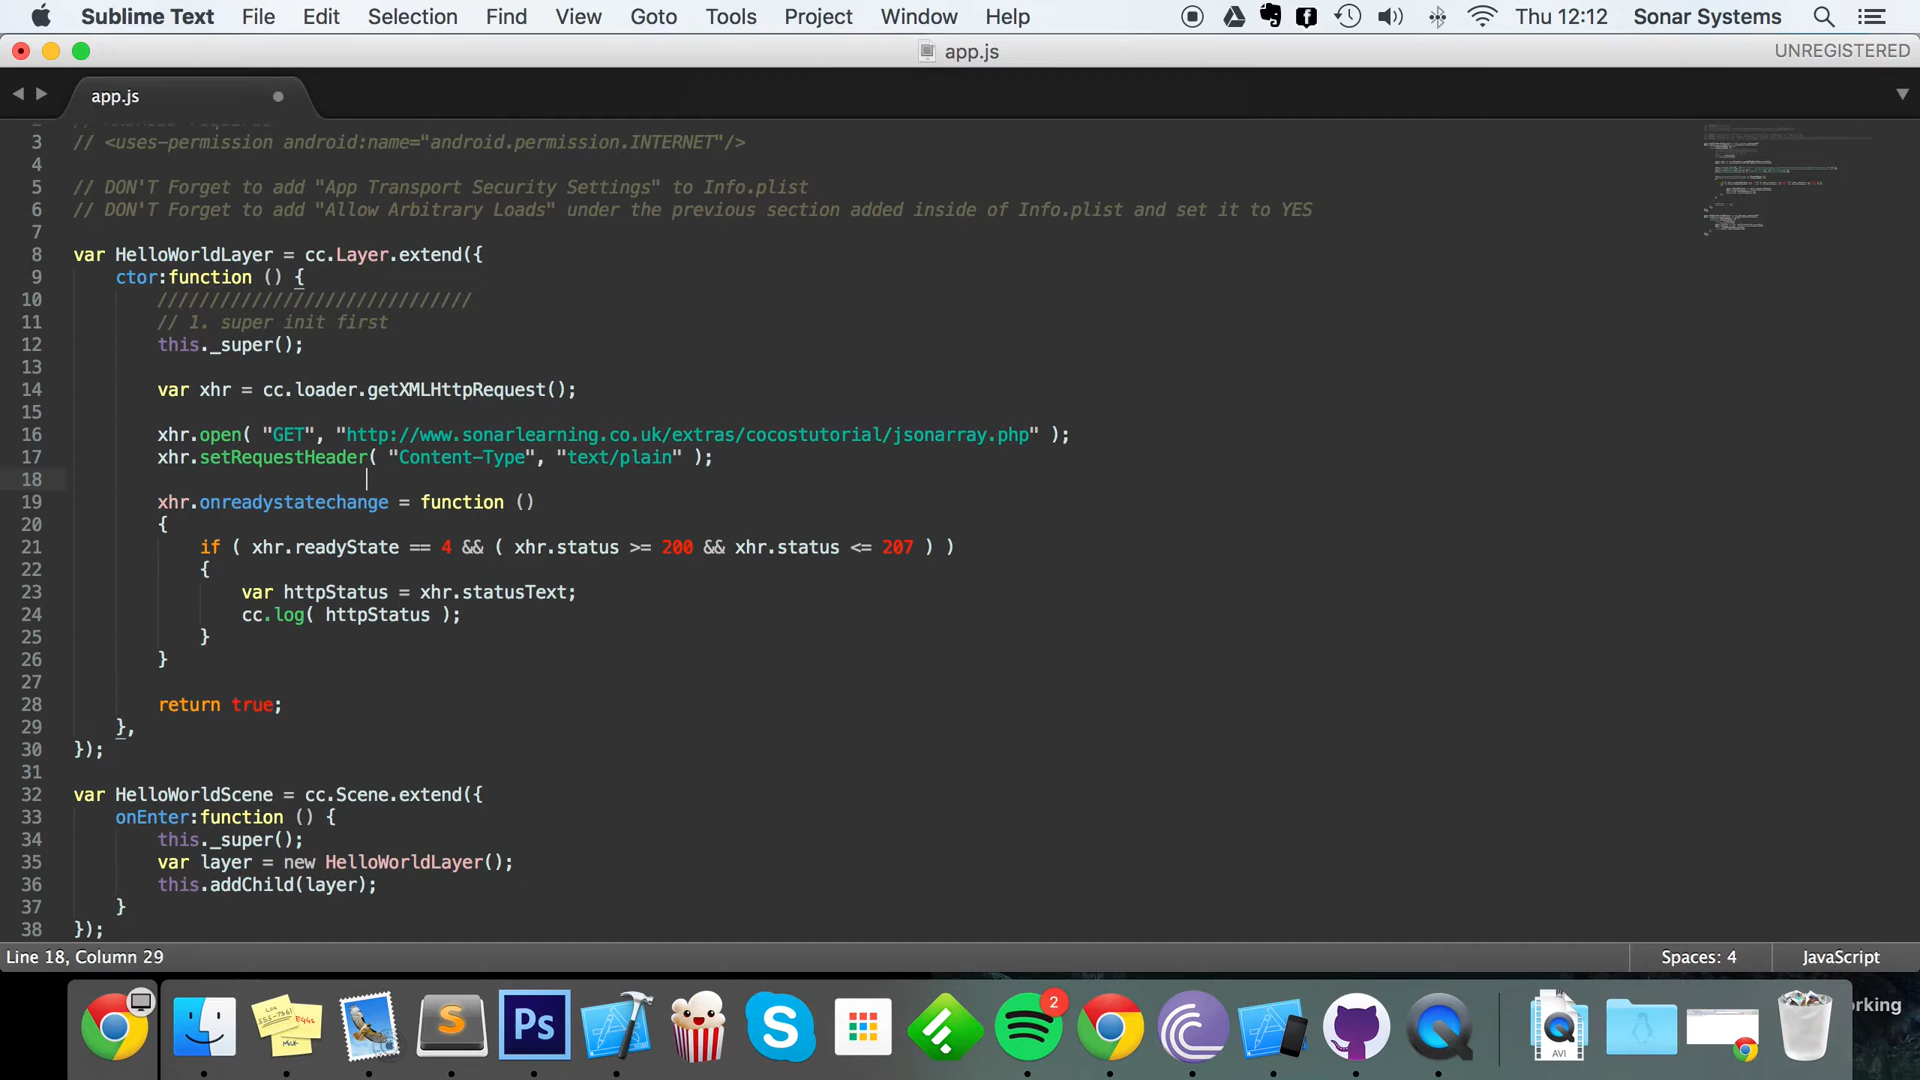 Sublime Text File Edit Selection Find View Goto Tools Project Window Help Thu 12:12 Sonar Systems
app.js UNREGISTERED
app.js
3 // <uses-permission android:name="android.permission.INTERNET"/>
4
5 // DON'T Forget to add "App Transport Security Settings" to Info.plist
6 // DON'T Forget to add "Allow Arbitrary Loads" under the previous section added inside of Info.plist and set it to YES
7
8 var HelloWorldLayer = cc.Layer.extend({
9 ctor:function () {
10 //////////////////////////////
11 // 1. super init first
12 this._super();
13
14 var xhr = cc.loader.getXMLHttpRequest();
15
16 xhr.open( "GET", "http://www.sonarlearning.co.uk/extras/cocostutorial/jsonarray.php" );
17 xhr.setRequestHeader( "Content-Type", "text/plain" );
18
19 xhr.onreadystatechange = function ()
20 {
21 if ( xhr.readyState == 4 && ( xhr.status >= 200 && xhr.status <= 207 ) )
22 {
23 var httpStatus = xhr.statusText;
24 cc.log( httpStatus );
25 }
26 }
27
28 return true;
29 },
30 });
31
32 var HelloWorldScene = cc.Scene.extend({
33 onEnter:function () {
34 this._super();
35 var layer = new HelloWorldLayer();
36 this.addChild(layer);
37 }
38 });
Line 18, Column 29 Spaces: 4 JavaScript
Ps
2
AVI
orking